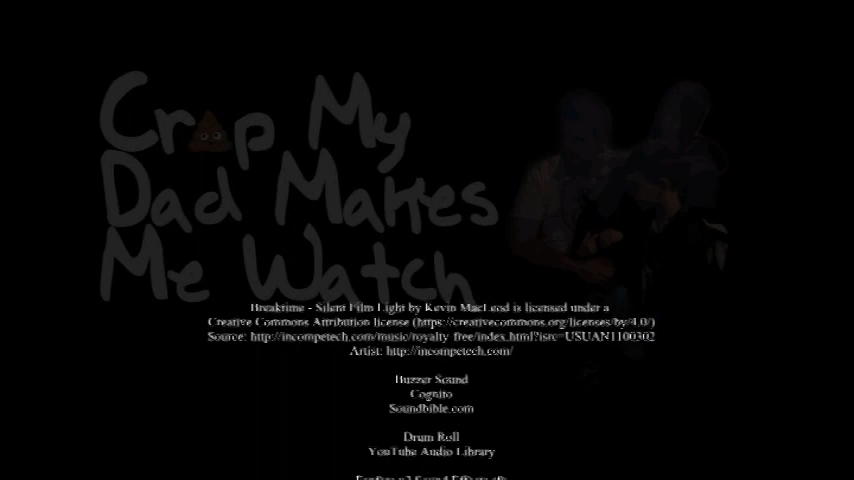 Crap My
Dad Makes
Me Watch
Breaktime - Silent Film Light by Kevin MacLeod is licensed under a
Creative Commons Attribution license (https://creativecommons.org/licenses/by/4.0/)
Source: http://incompetech.com/music/royalty-free/index.html?isrc=USUAN1100302
Artist: http://incompetech.com/
Buzzer Sound
Cognito
Soundbible.com
Drum Roll
YouTube Audio Library